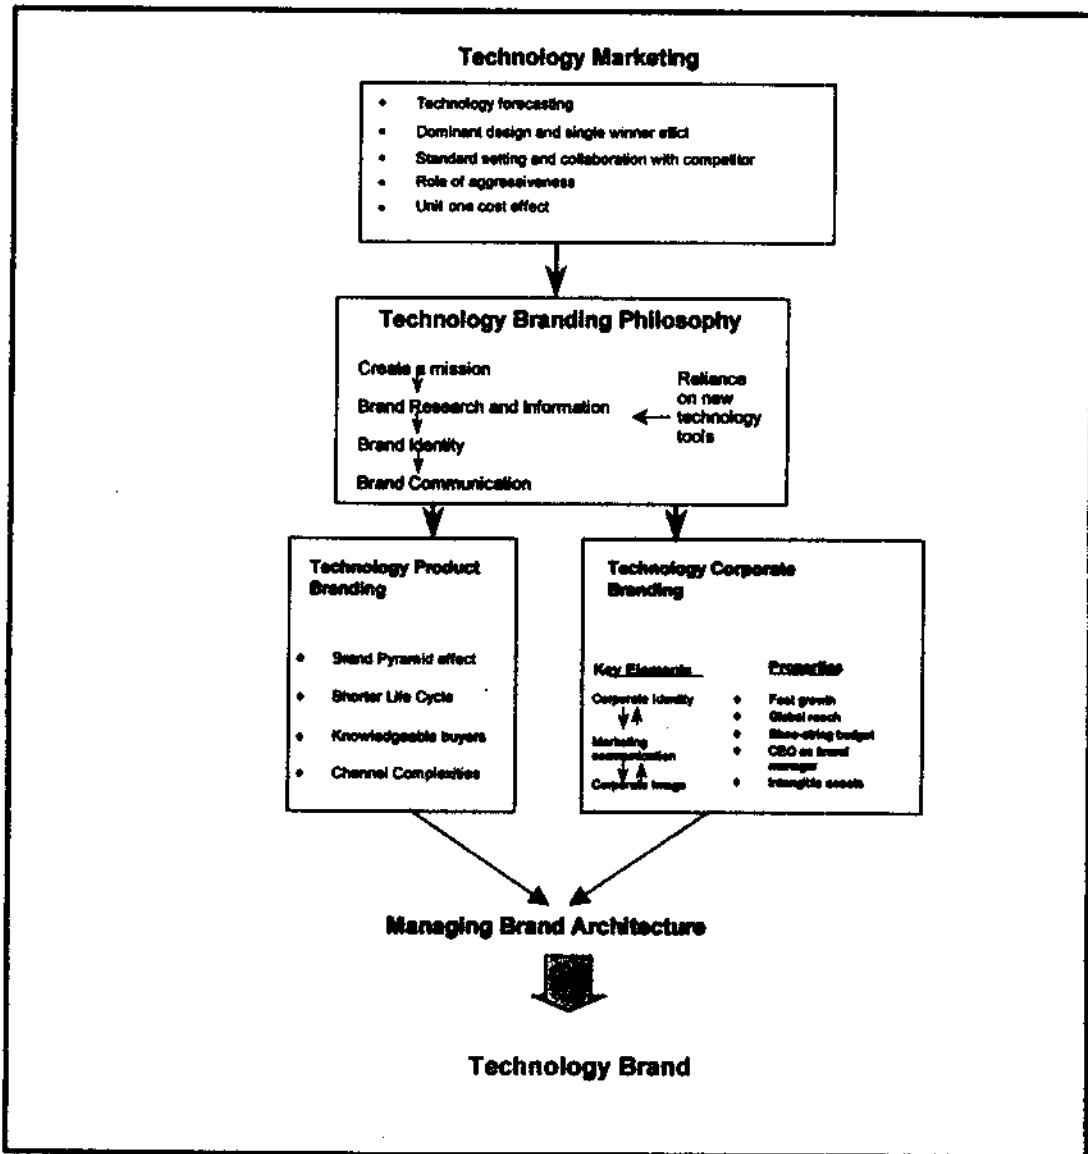 Technology Marketing
Technology forecasting
Dominant design and single winner effict
Standard setting and collaboration with competitor
Role of aggressiveness
Unit one cost effect
Technology Branding Philosophy
Create a mission
Brand Research and Information
Brand Identity
Brand Communication
Reliance
on new
technology
tools
Technology Product
Branding
Brand Pyramid effect
Shorter Life Cycle
Knowledgeable buyers
Channel Complexities
Technology Corporate
Branding
Key Elements
Corporate Identity
Marketing
communication
Corporate Image
Properties
Fast growth
Global reach
Shoe-string budget
CEO as brand
manager
Intangible assets
Managing Brand Architecture
Technology Brand